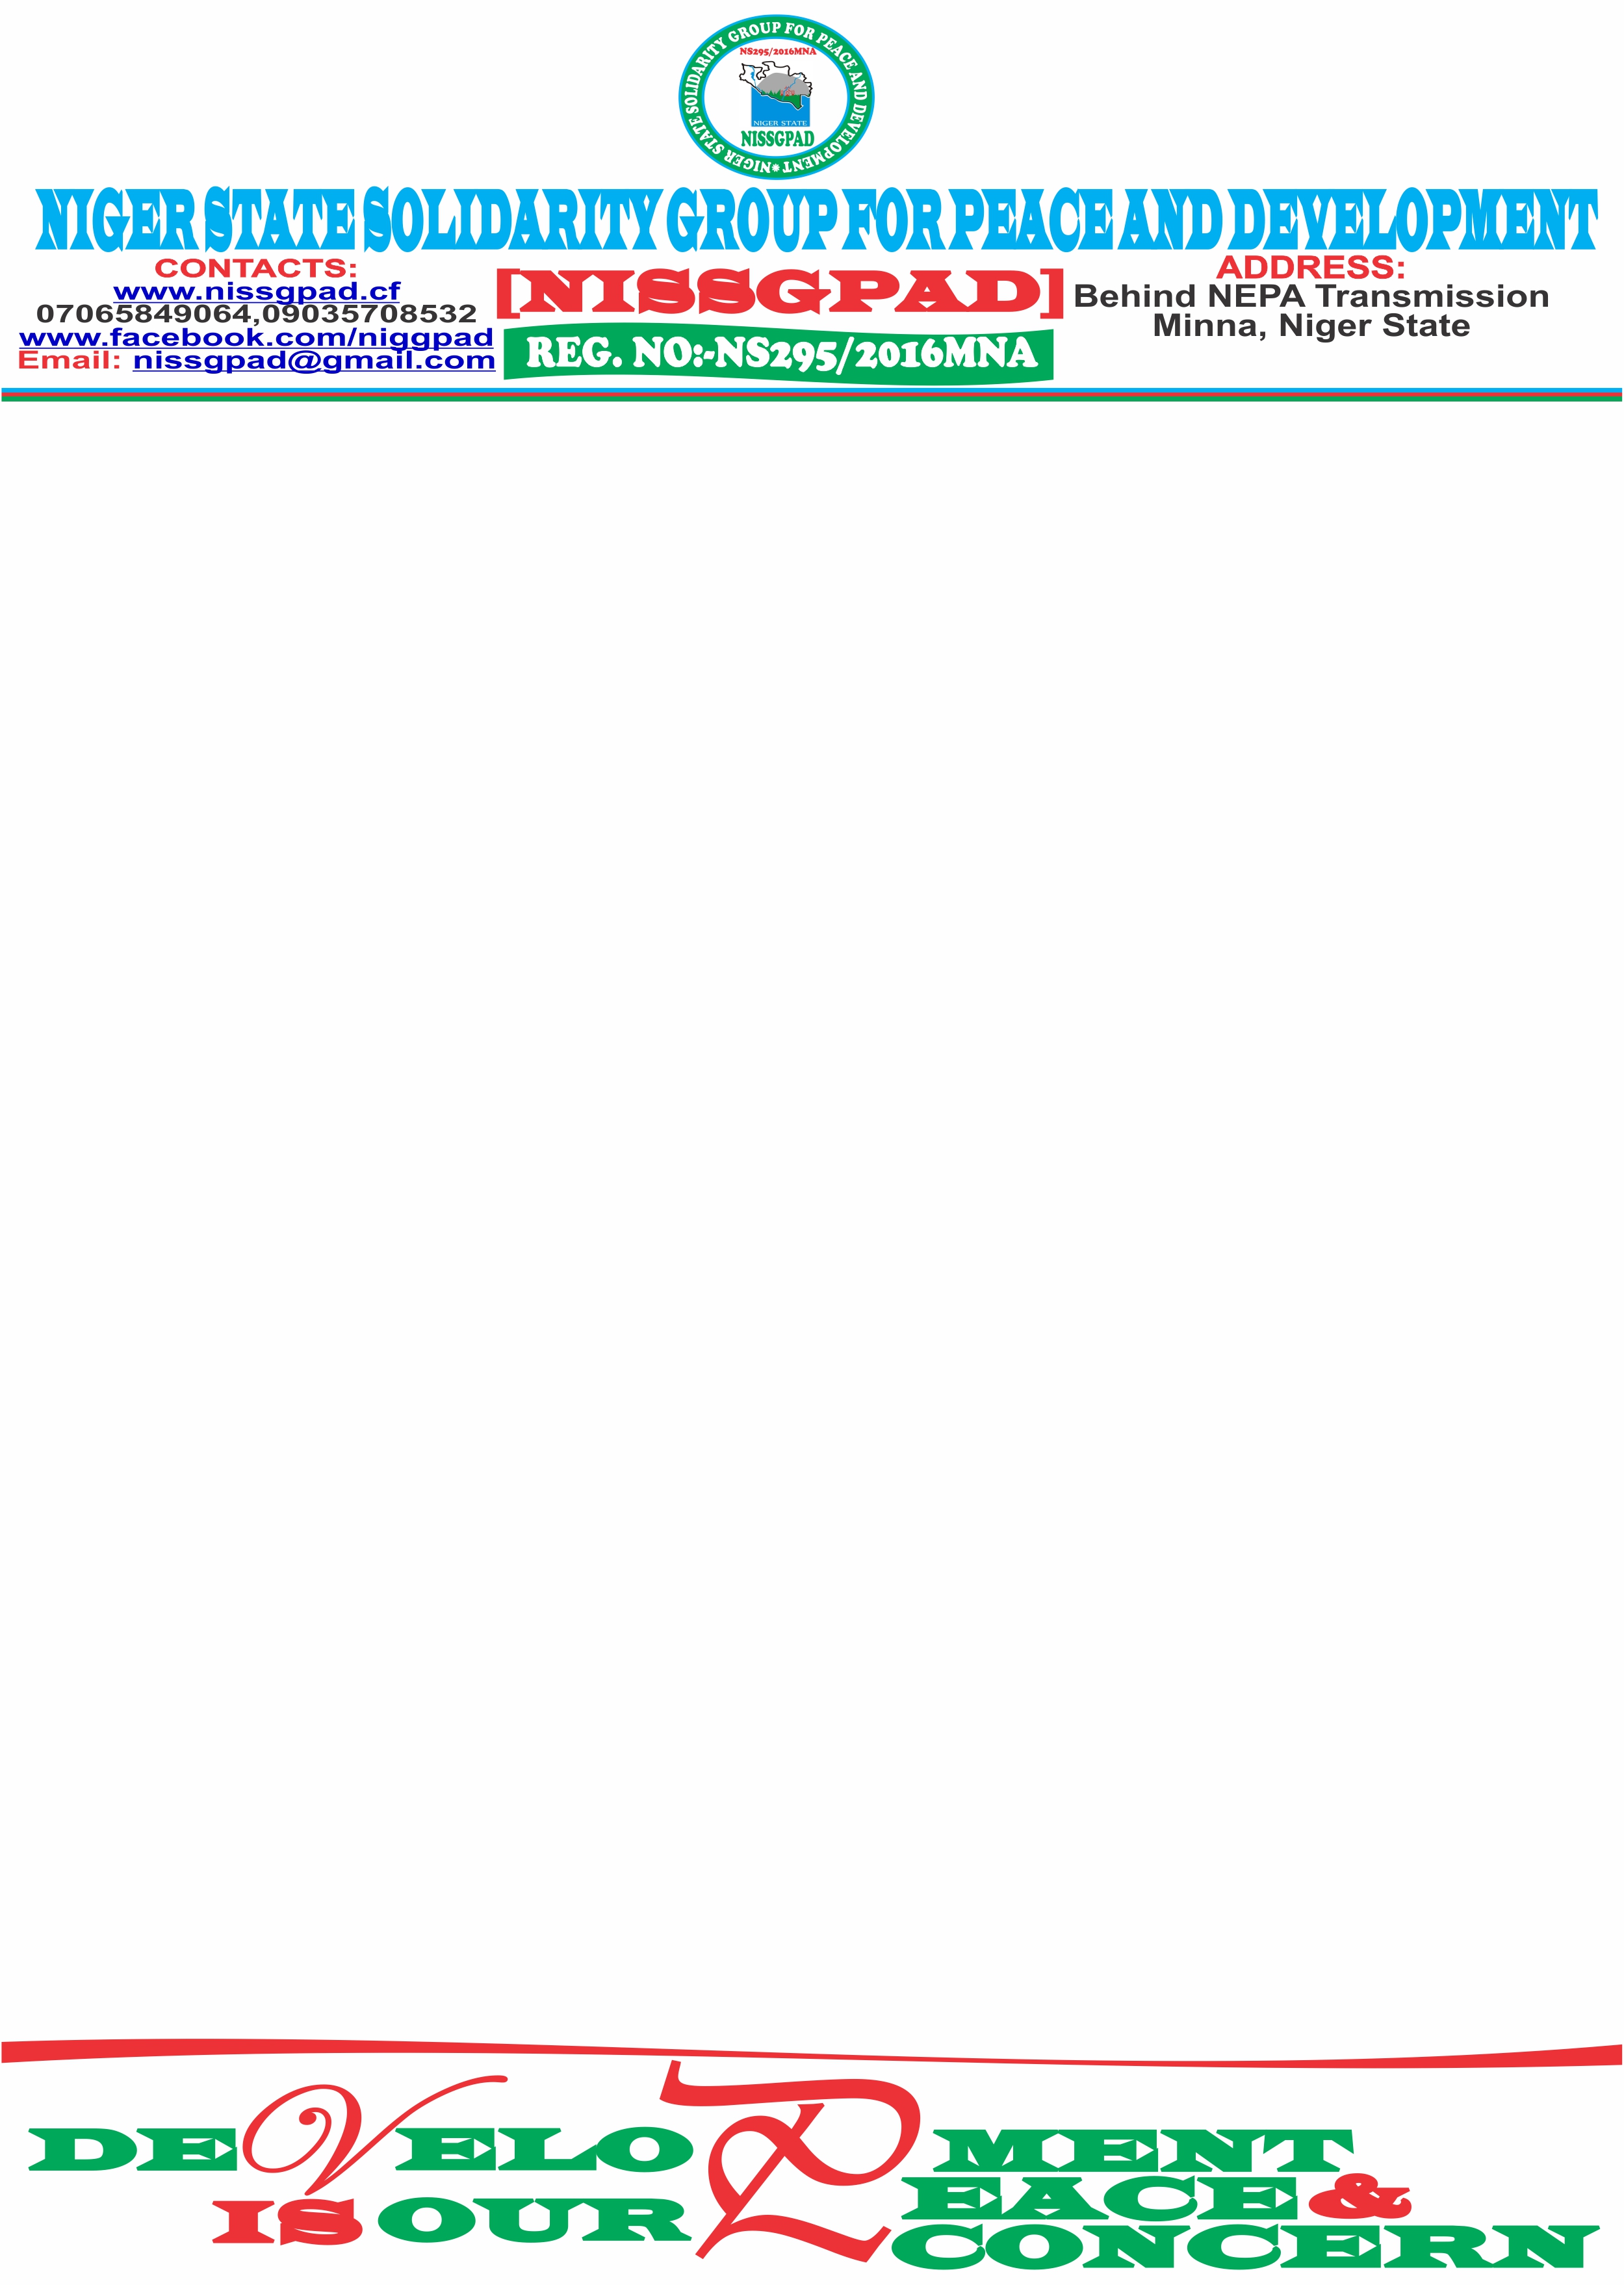 NIGER STATE SOLIDARITY GROUP FOR PEACE AND DEVELOPMENT
NS295/2016MNA
NIGER STATE
NISSGPAD
NIGER STATE SOLIDARITY GROUP FOR PEACE AND DEVELOPMENT
CONTACTS:
www.nissgpad.cf
07065849064,09035708532
www.facebook.com/niggpad
Email: nissgpad@gmail.com
[NISSGPAD]
REG. NO:-NS295/2016MNA
ADDRESS:
Behind NEPA Transmission
Minna, Niger State
DEVELOPMENT
PEACE &
IS OUR CONCERN